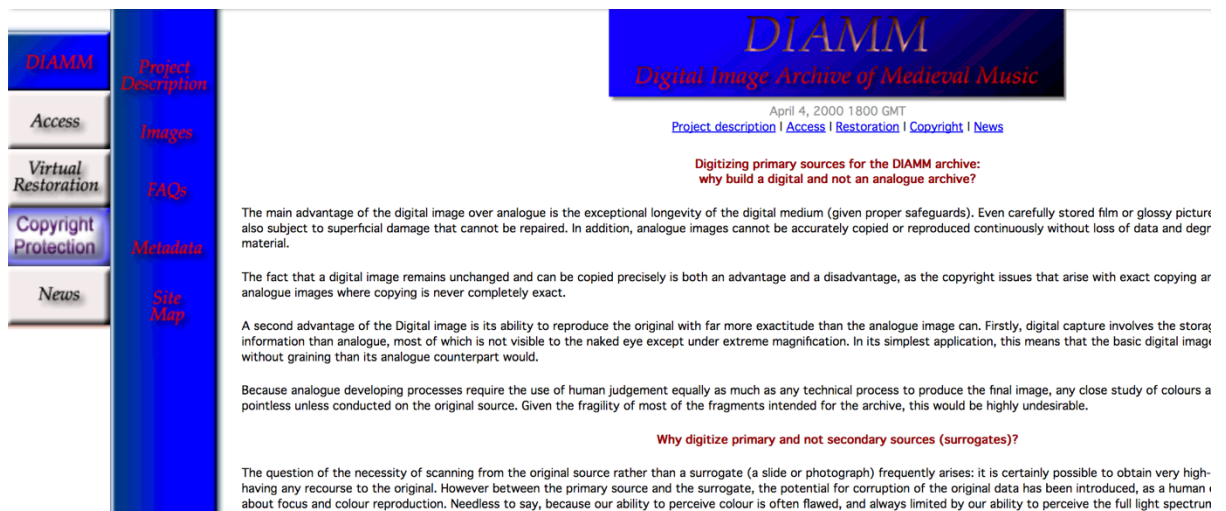 DIAMM
Access
Virtual
Restoration
Copyright
Protection
News
Project
Description
Images
FAQs
Metadata
Site
Map
DIAMM
Digital Image Archive of Medieval Music
April 4, 2000 1800 GMT
Project description | Access | Restoration | Copyright | News
Digitizing primary sources for the DIAMM archive:
why build a digital and not an analogue archive?
The main advantage of the digital image over analogue is the exceptional longevity of the digital medium (given proper safeguards). Even carefully stored film or glossy picture
also subject to superficial damage that cannot be repaired. In addition, analogue images cannot be accurately copied or reproduced continuously without loss of data and degr
material.
The fact that a digital image remains unchanged and can be copied precisely is both an advantage and a disadvantage, as the copyright issues that arise with exact copying ar
analogue images where copying is never completely exact.
A second advantage of the Digital image is its ability to reproduce the original with far more exactitude than the analogue image can. Firstly, digital capture involves the storag
information than analogue, most of which is not visible to the naked eye except under extreme magnification. In its simplest application, this means that the basic digital image
without graining than its analogue counterpart would.
Because analogue developing processes require the use of human judgement equally as much as any technical process to produce the final image, any close study of colours a
pointless unless conducted on the original source. Given the fragility of most of the fragments intended for the archive, this would be highly undesirable.
Why digitize primary and not secondary sources (surrogates)?
The question of the necessity of scanning from the original source rather than a surrogate (a slide or photograph) frequently arises: it is certainly possible to obtain very high-
having any recourse to the original. However between the primary source and the surrogate, the potential for corruption of the original data has been introduced, as a human
about focus and colour reproduction. Needless to say, because our ability to perceive colour is often flawed, and always limited by our ability to perceive the full light spectrum